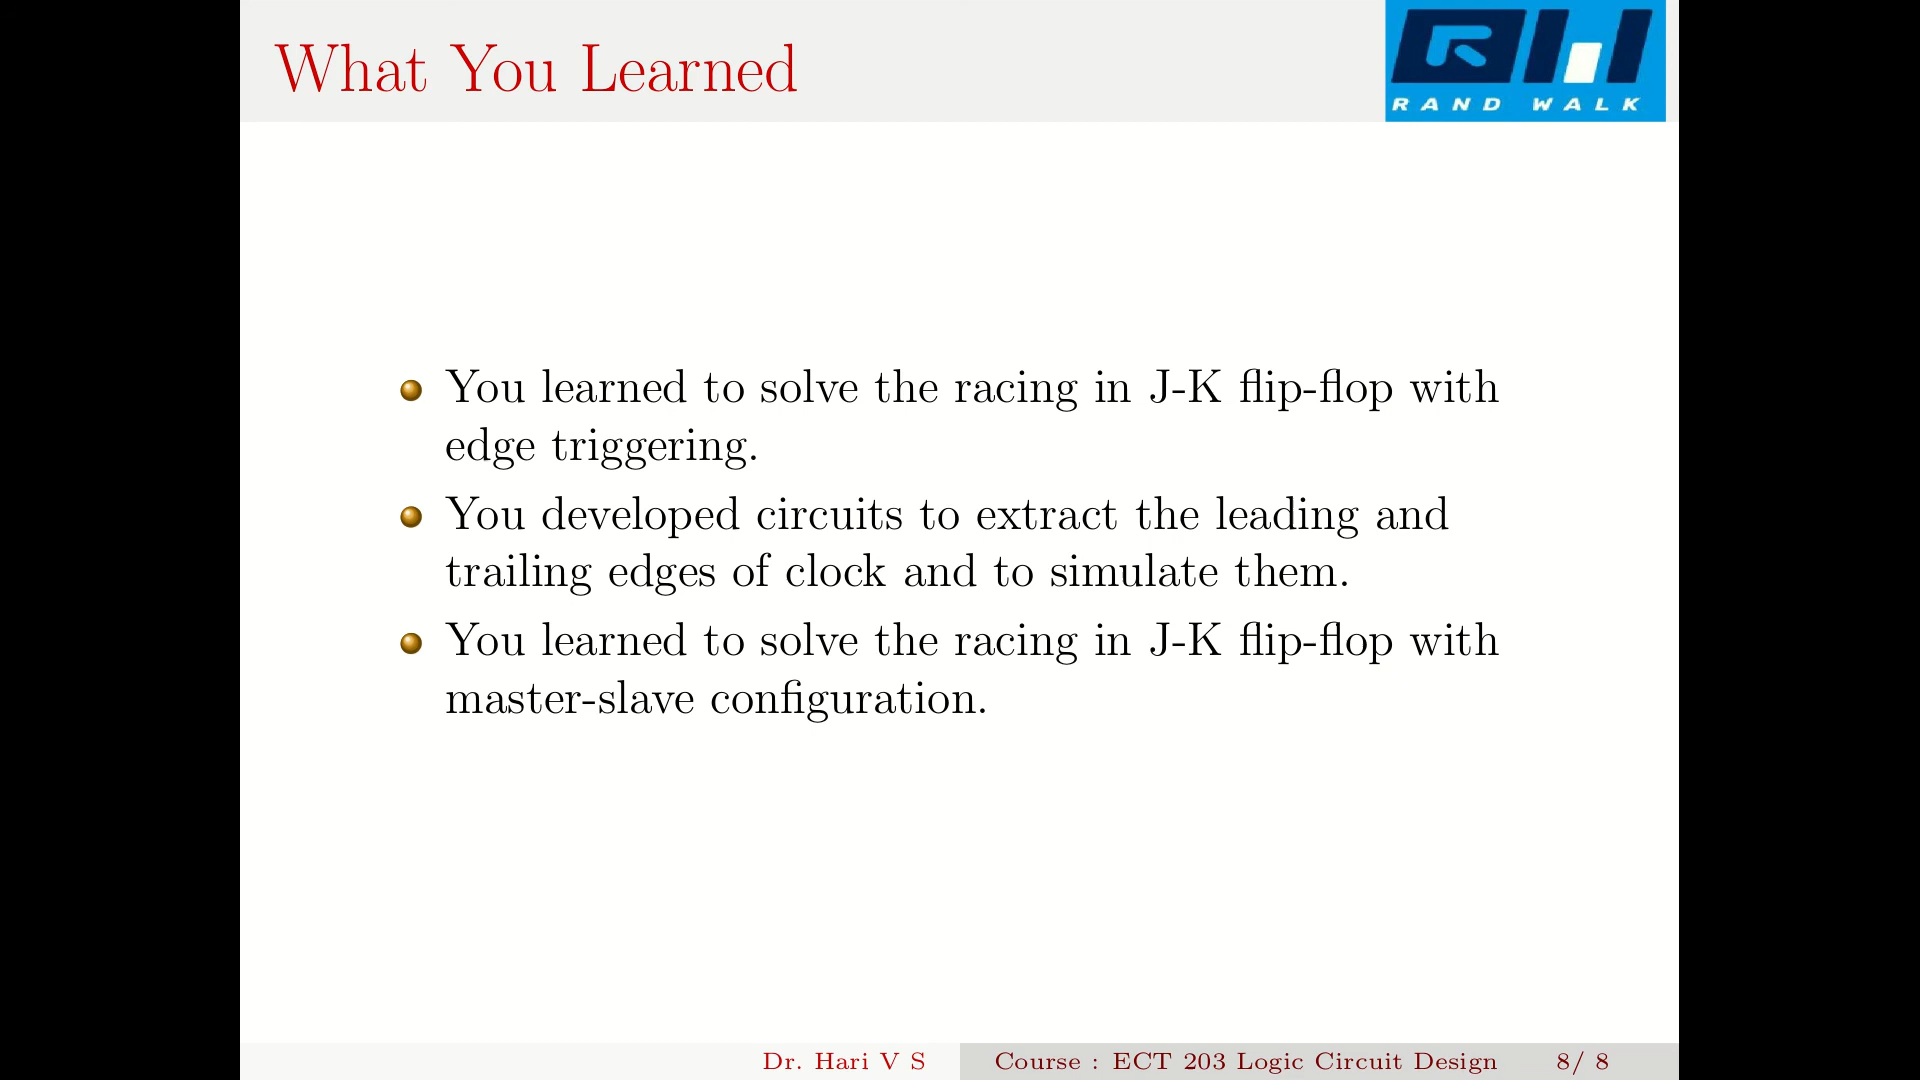 What You Learned
RAND WALK
You learned to solve the racing in J-K flip-flop with
edge triggering.
You developed circuits to extract the leading and
trailing edges of clock and to simulate them.
You learned to solve the racing in J-K flip-flop with
master-slave configuration.
Dr. Hari V S
Course : ECT 203 Logic Circuit Design
8/ 8